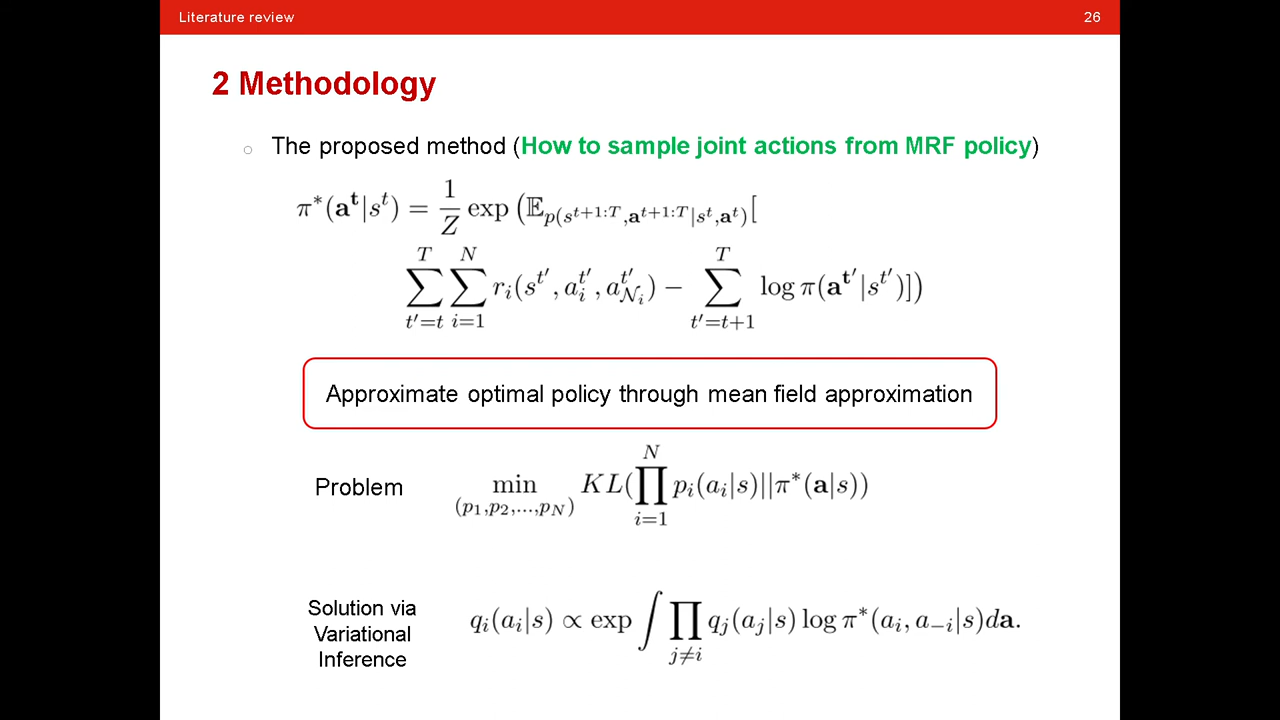 Literature review 26
2 Methodology
○ The proposed method (How to sample joint actions from MRF policy)
π*(𝐚ᵗ|sᵗ) = 1/Z exp (𝔼_{p(s^{t+1:T}, 𝐚^{t+1:T}|s^t, 𝐚^t)}[
∑_{t'=t}^{T} ∑_{i=1}^{N} r_i(s^{t'}, a_i^{t'}, a_{𝒩_i}^{t'}) − ∑_{t'=t+1}^{T} log π(𝐚^{t'}|s^{t'})])
Approximate optimal policy through mean field approximation
Problem min_{(p_1,p_2,...,p_N)} KL(∏_{i=1}^{N} p_i(a_i|s)||π*(𝐚|s))
Solution via
Variational
Inference
q_i(a_i|s) ∝ exp ∫ ∏_{j≠i} q_j(a_j|s) log π*(a_i, a_{−i}|s)d𝐚.